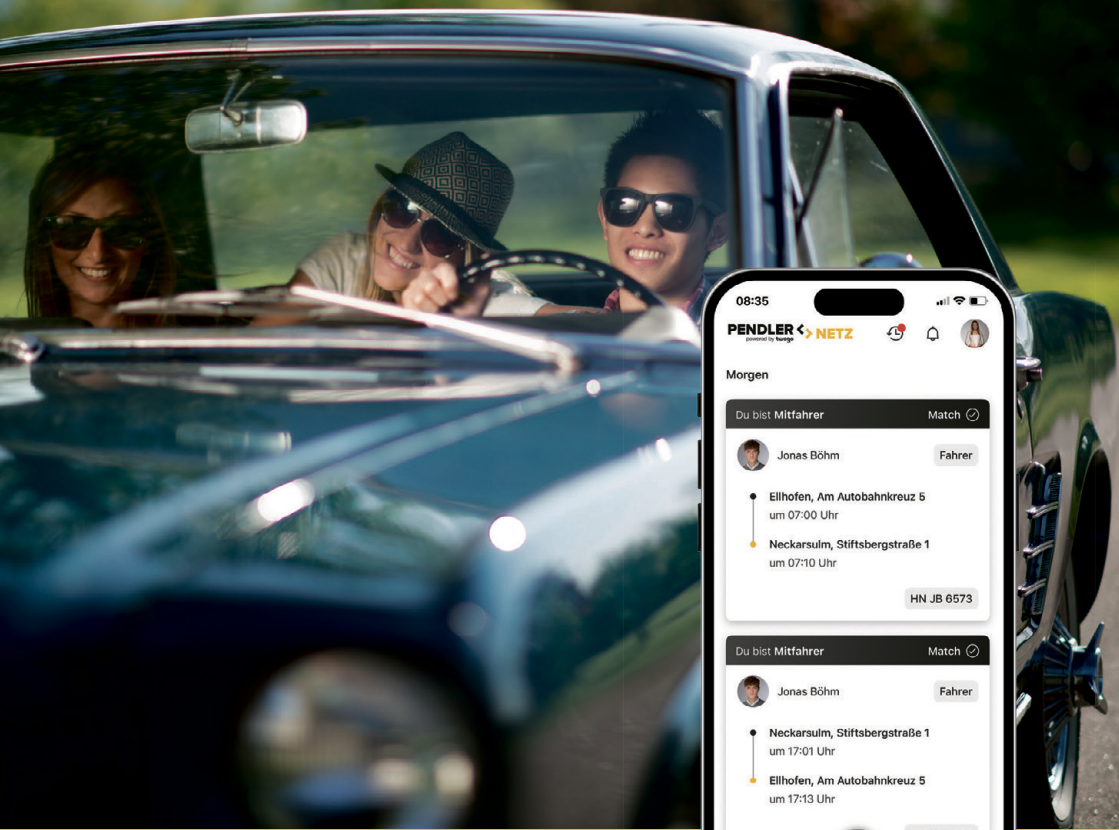 08:35
PENDLER <> NETZ
powered by twogo
Morgen
Du bist Mitfahrer Match
Jonas Böhm Fahrer
Ellhofen, Am Autobahnkreuz 5
um 07:00 Uhr
Neckarsulm, Stiftsbergstraße 1
um 07:10 Uhr
HN JB 6573
Du bist Mitfahrer Match
Jonas Böhm Fahrer
Neckarsulm, Stiftsbergstraße 1
um 17:01 Uhr
Ellhofen, Am Autobahnkreuz 5
um 17:13 Uhr